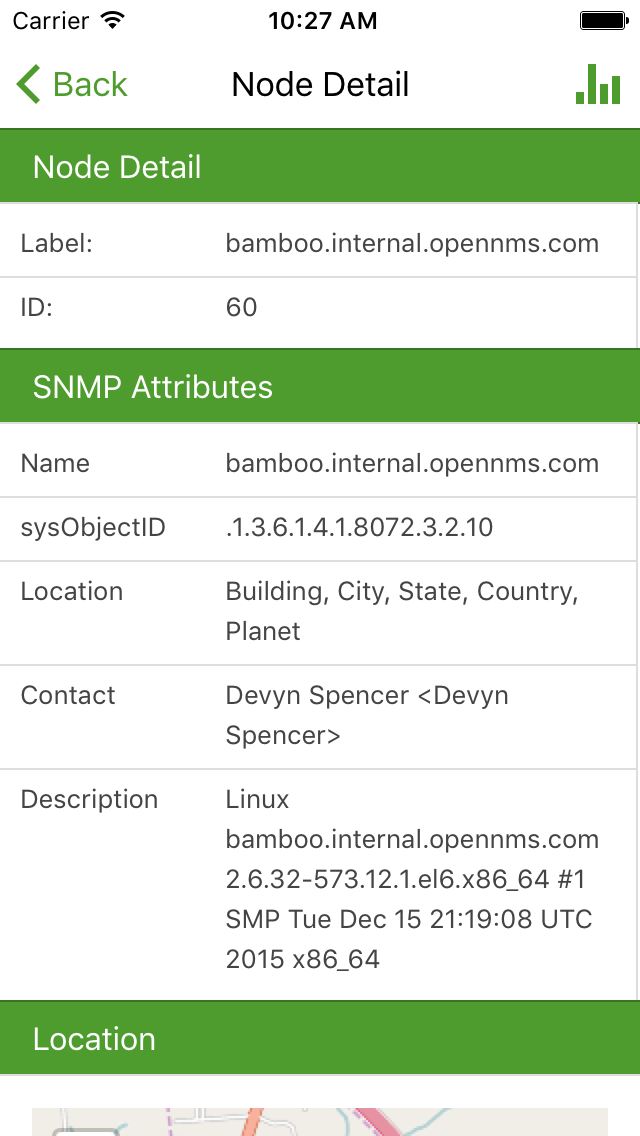 Carrier 10:27 AM
Back Node Detail
Node Detail
Label: bamboo.internal.opennms.com
ID: 60
SNMP Attributes
Name bamboo.internal.opennms.com
sysObjectID .1.3.6.1.4.1.8072.3.2.10
Location Building, City, State, Country,
Planet
Contact Devyn Spencer <Devyn
Spencer>
Description Linux
bamboo.internal.opennms.com
2.6.32-573.12.1.el6.x86_64 #1
SMP Tue Dec 15 21:19:08 UTC
2015 x86_64
Location